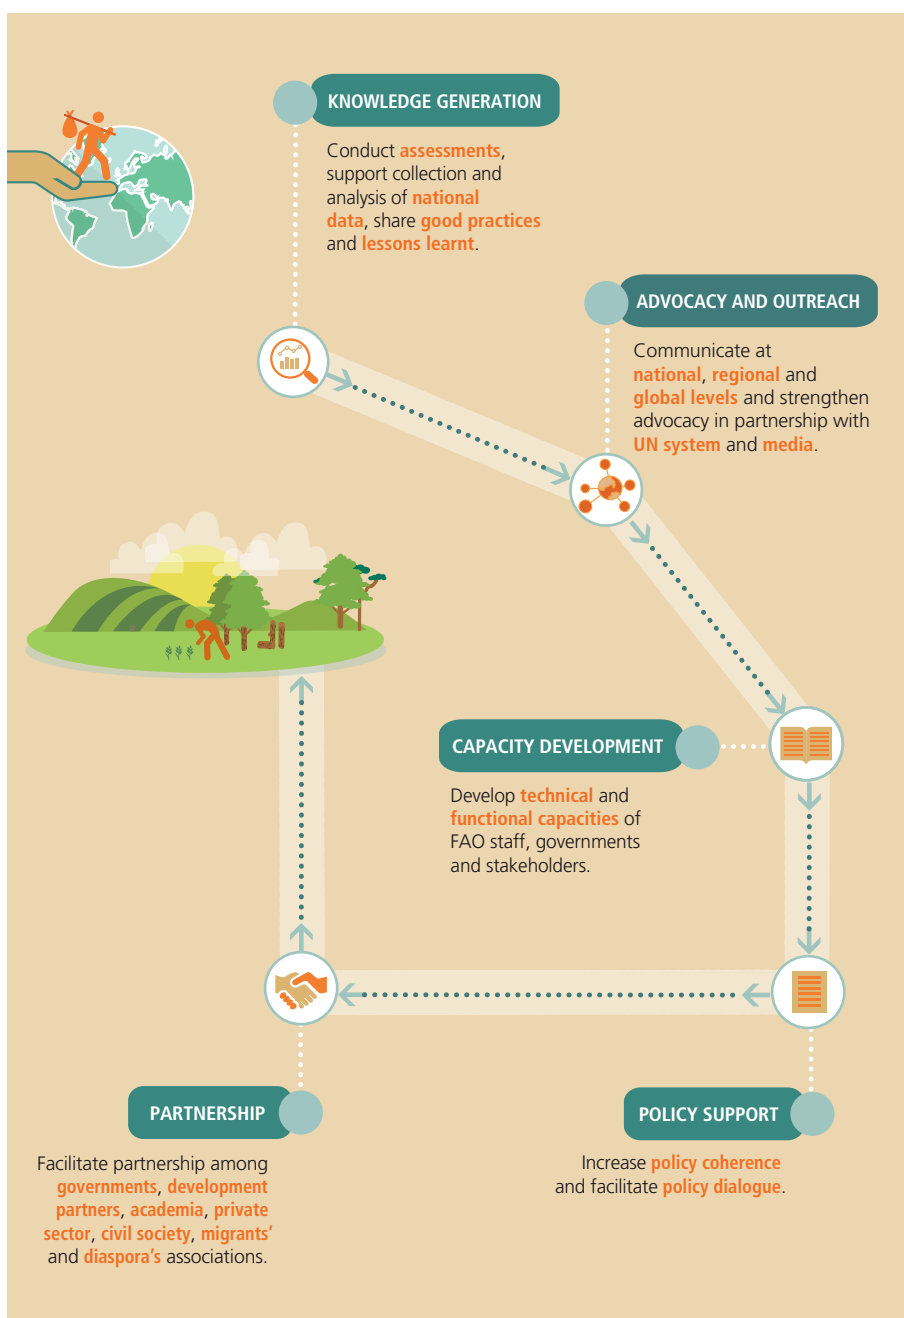 KNOWLEDGE GENERATION
Conduct assessments,
support collection and
analysis of national
data, share good practices
and lessons learnt.
ADVOCACY AND OUTREACH
Communicate at
national, regional and
global levels and strengthen
advocacy in partnership with
UN system and media.
CAPACITY DEVELOPMENT
Develop technical and
functional capacities of
FAO staff, governments
and stakeholders.
PARTNERSHIP
Facilitate partnership among
governments, development
partners, academia, private
sector, civil society, migrants’
and diaspora’s associations.
POLICY SUPPORT
Increase policy coherence
and facilitate policy dialogue.